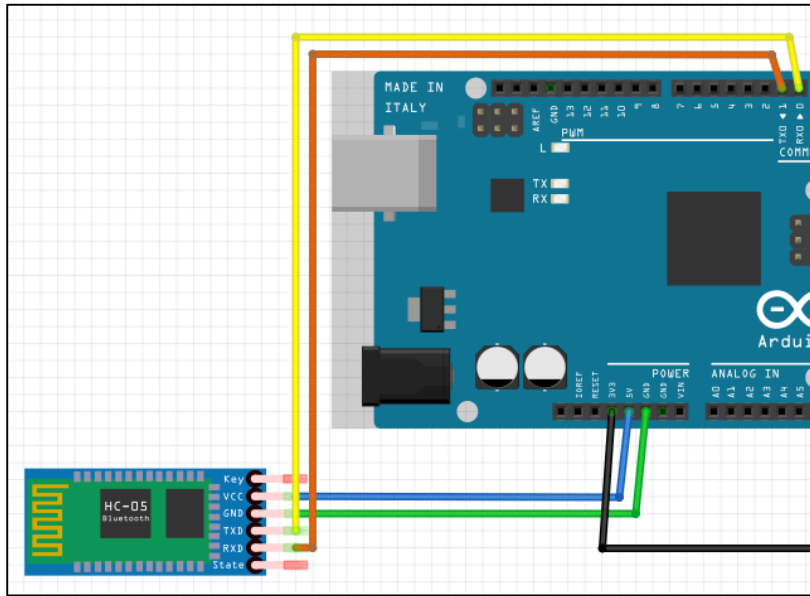 MADE IN
ITALY
AREF
GND
13
12
11
10
9
8
7
6
5
4
3
2
TX0 ◀ 1
RX0 ▶ 0
PWM
COMM
L
TX
RX
Ardui
POWER
ANALOG IN
IOREF
RESET
3V3
5V
GND
GND
VIN
A0
A1
A2
A3
A4
A5
HC-05
Bluetooth
Key
VCC
GND
TXD
RXD
State